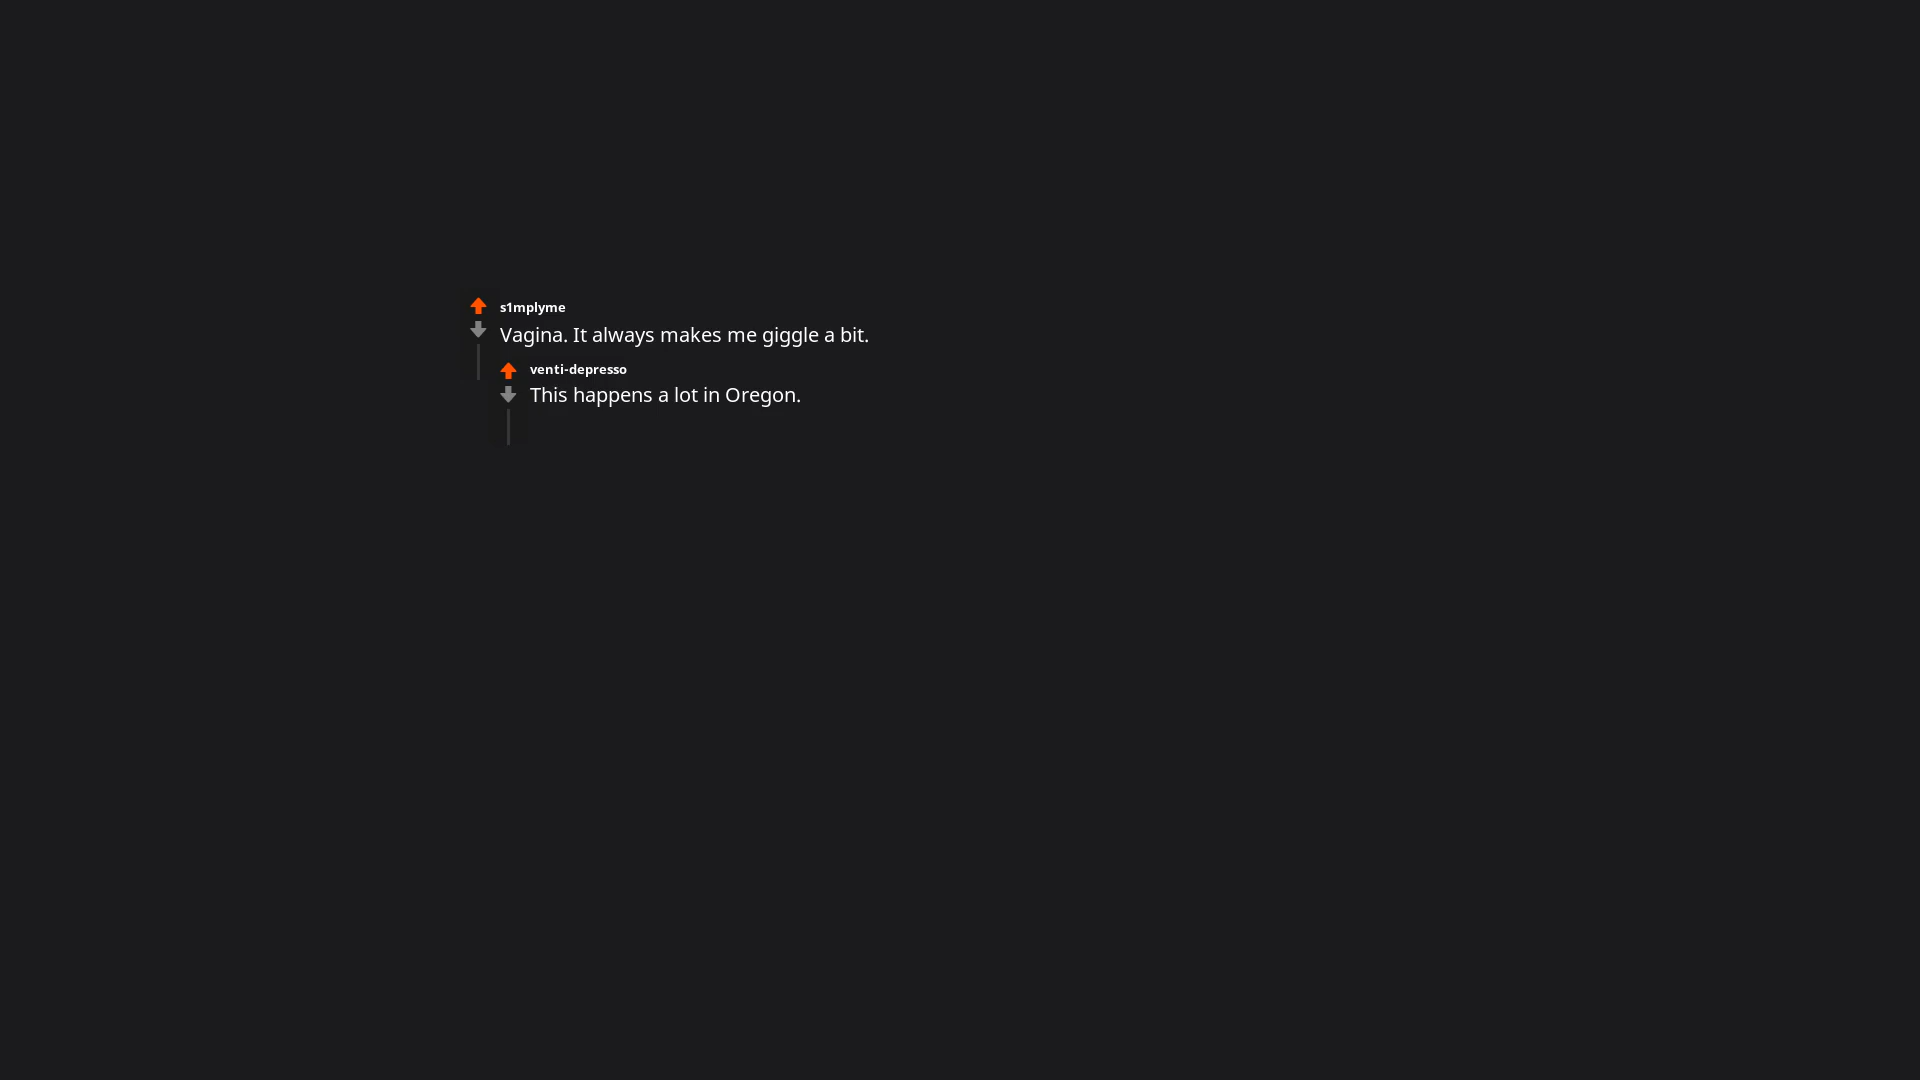 s1mplyme
Vagina. It always makes me giggle a bit.
venti-depresso
This happens a lot in Oregon.